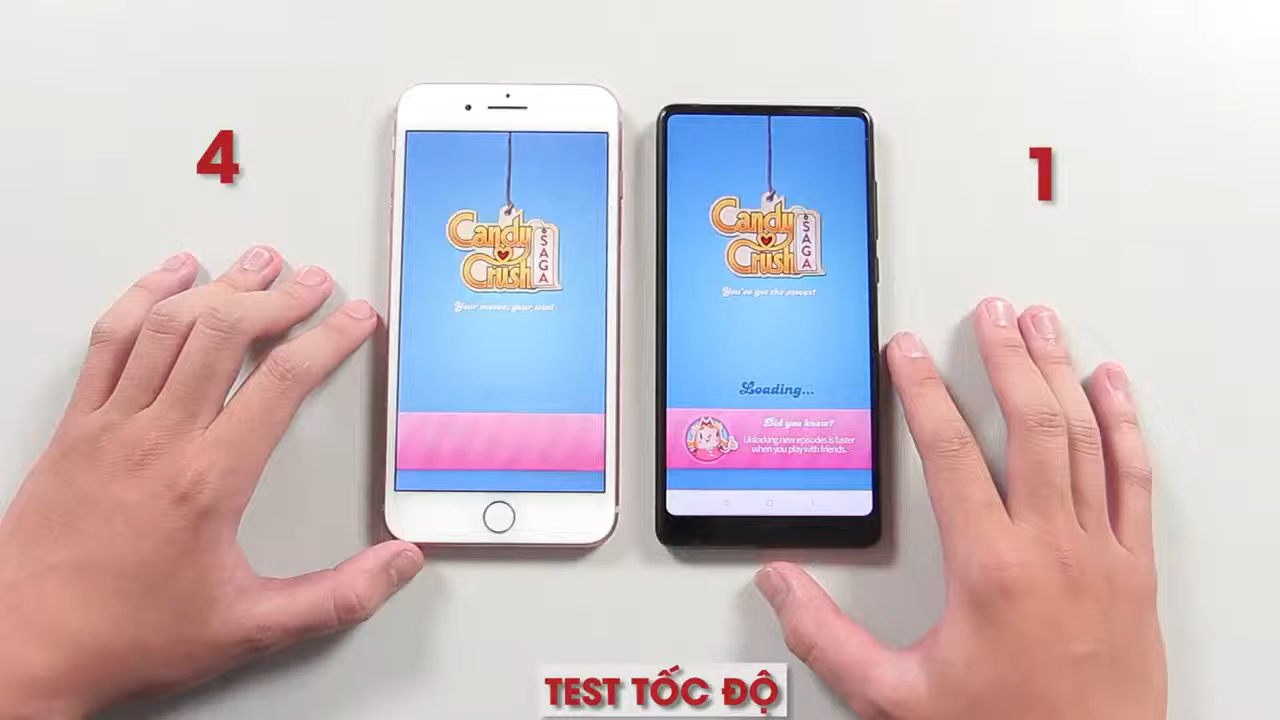 4
1
Candy
Crush
SAGA
Your moves, your win!
Candy
Crush
SAGA
You've got the moves!
Loading...
Did you know?
Unlocking new episodes is faster
when you play with friends.
TEST TỐC ĐỘ